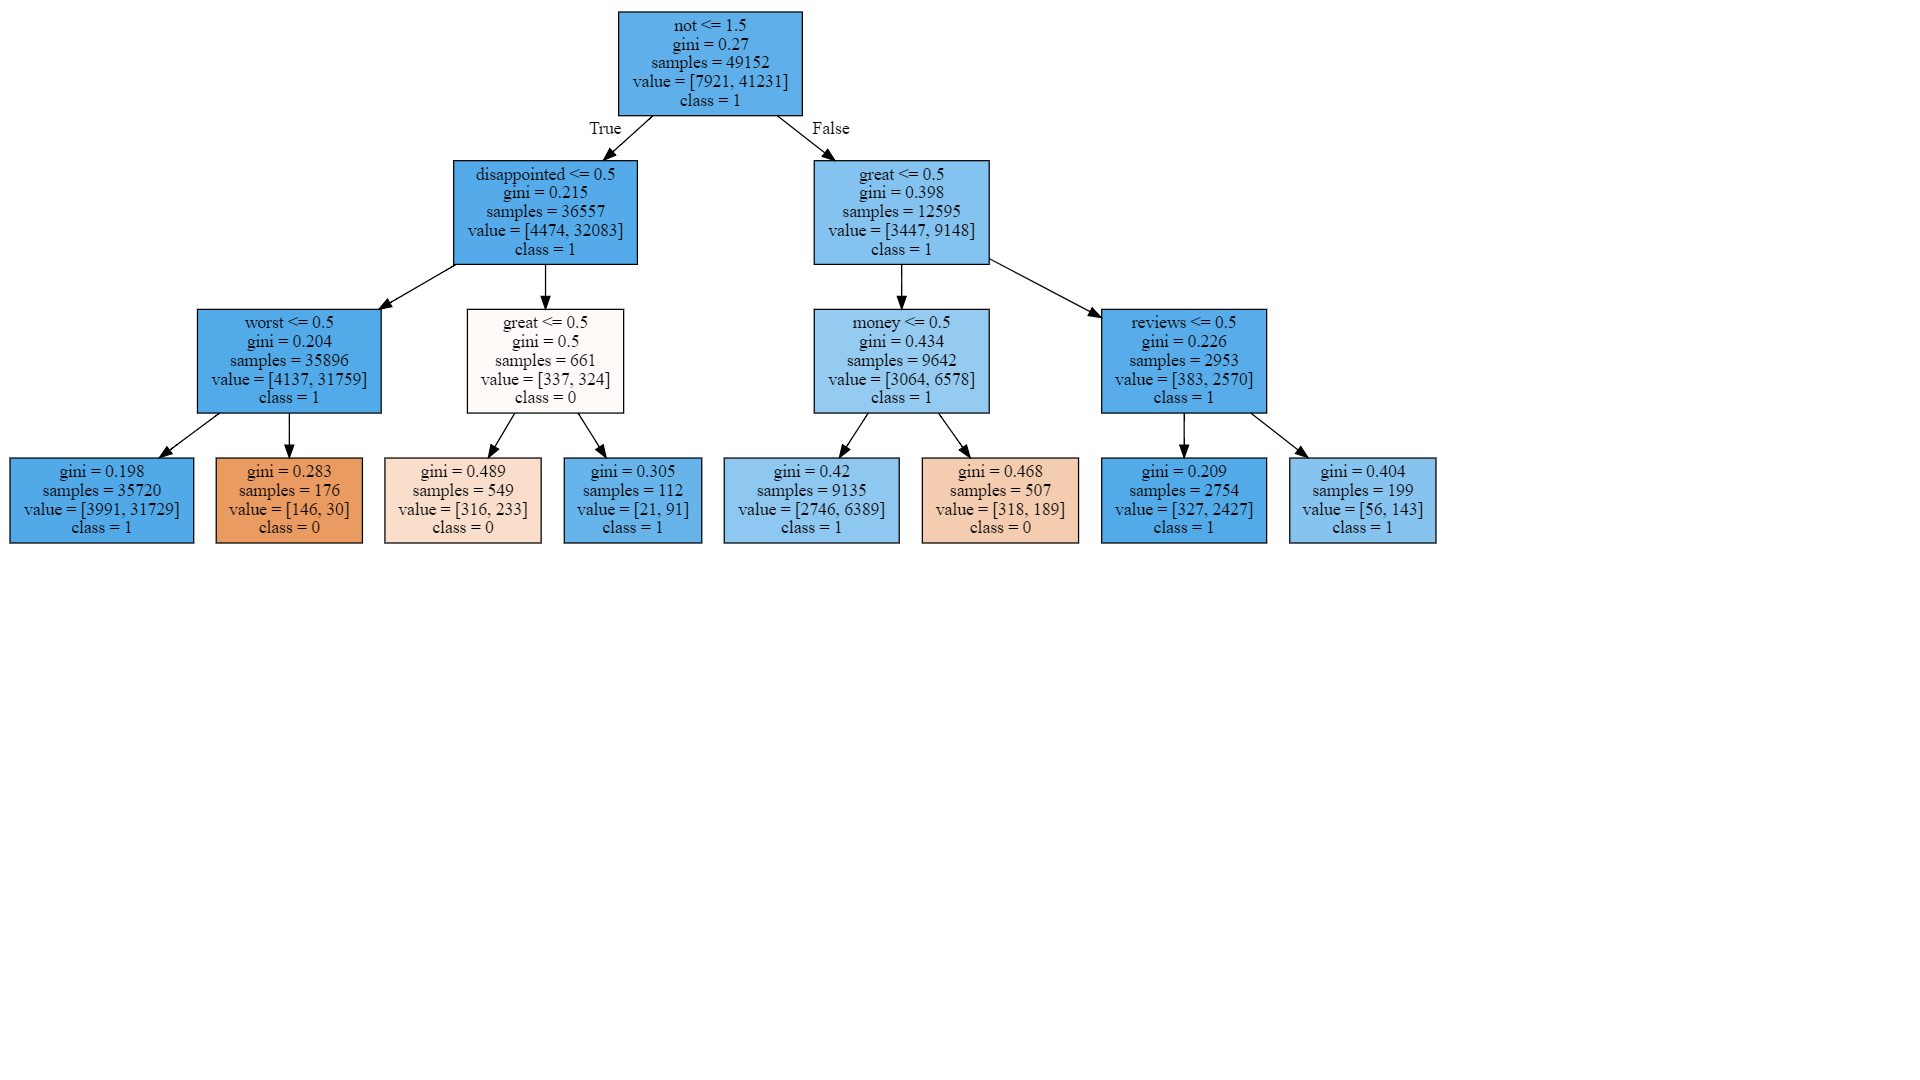 not <= 1.5
gini = 0.27
samples = 49152
value = [7921, 41231]
class = 1
True
False
disappointed <= 0.5
gini = 0.215
samples = 36557
value = [4474, 32083]
class = 1
great <= 0.5
gini = 0.398
samples = 12595
value = [3447, 9148]
class = 1
worst <= 0.5
gini = 0.204
samples = 35896
value = [4137, 31759]
class = 1
great <= 0.5
gini = 0.5
samples = 661
value = [337, 324]
class = 0
money <= 0.5
gini = 0.434
samples = 9642
value = [3064, 6578]
class = 1
reviews <= 0.5
gini = 0.226
samples = 2953
value = [383, 2570]
class = 1
gini = 0.198
samples = 35720
value = [3991, 31729]
class = 1
gini = 0.283
samples = 176
value = [146, 30]
class = 0
gini = 0.489
samples = 549
value = [316, 233]
class = 0
gini = 0.305
samples = 112
value = [21, 91]
class = 1
gini = 0.42
samples = 9135
value = [2746, 6389]
class = 1
gini = 0.468
samples = 507
value = [318, 189]
class = 0
gini = 0.209
samples = 2754
value = [327, 2427]
class = 1
gini = 0.404
samples = 199
value = [56, 143]
class = 1